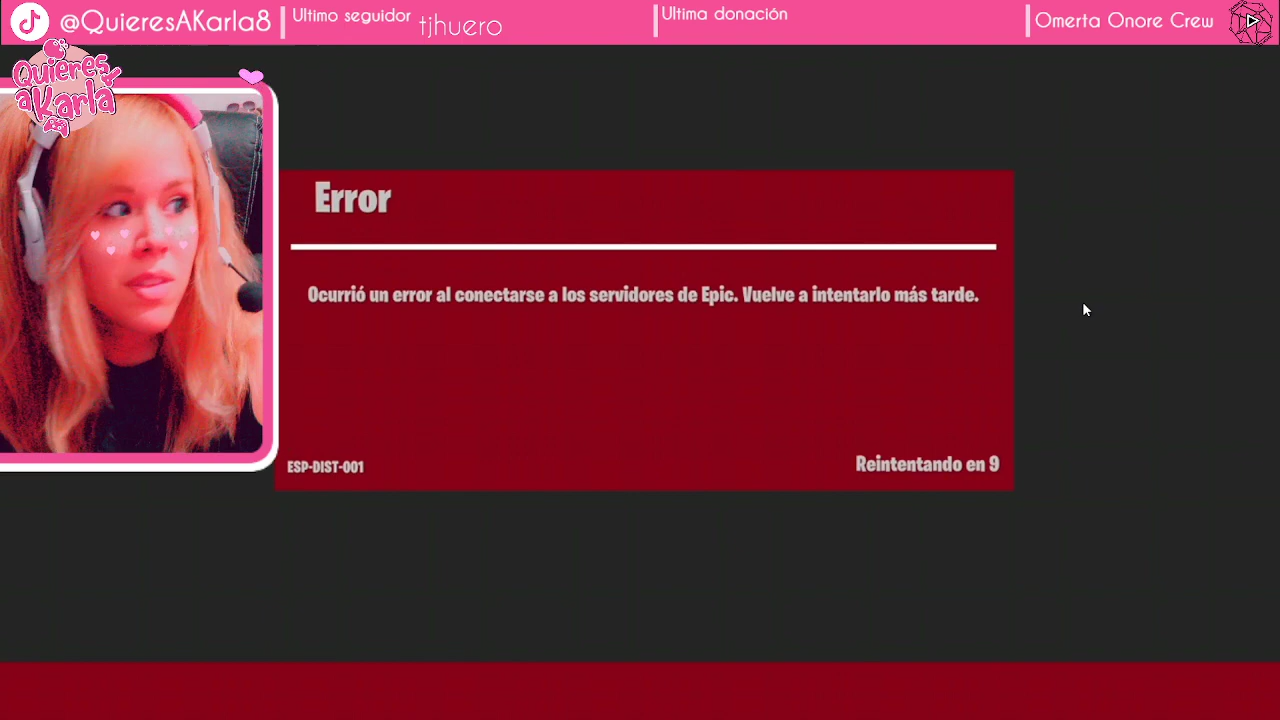 @QuieresAKarla8
Ultimo seguidor
tjhuero
Ultima donación
Omerta Onore Crew
Quieres
a Karla
Error
Ocurrió un error al conectarse a los servidores de Epic. Vuelve a intentarlo más tarde.
ESP-DIST-001
Reintentando en 9